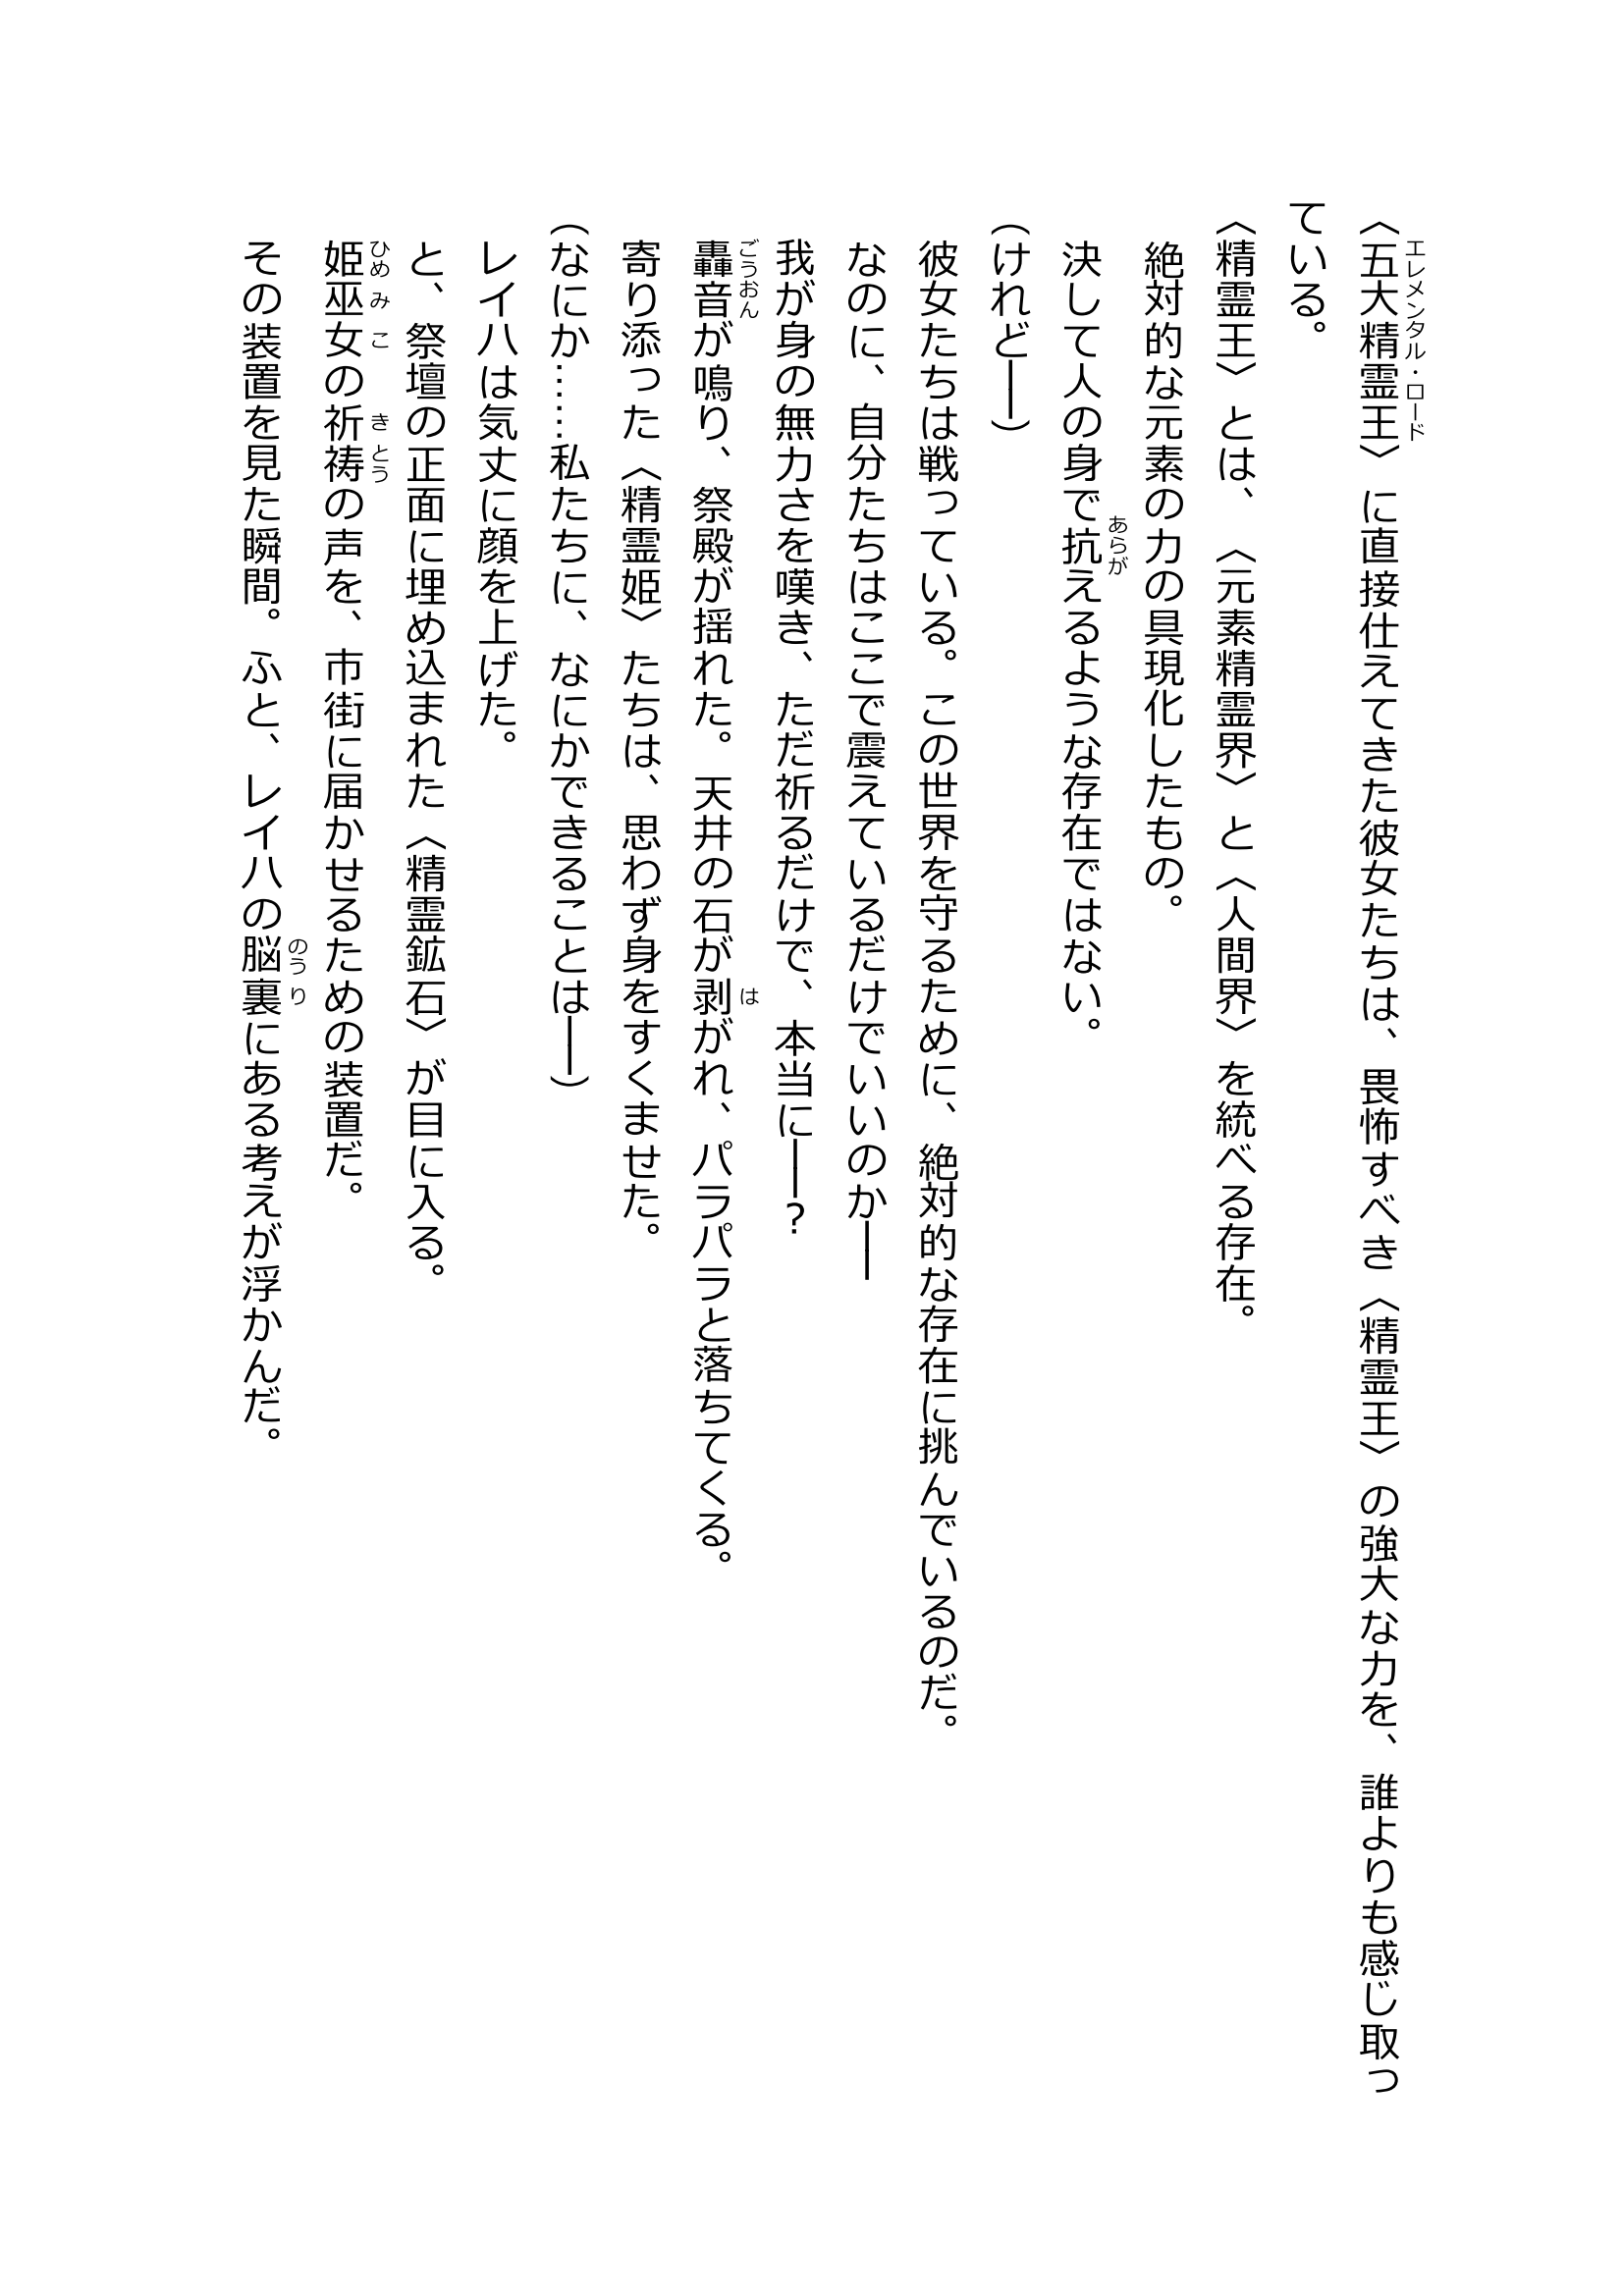 〈五大精霊王〉に直接仕えてきた彼女たちは、畏怖すべき〈精霊王〉の強大な力を、誰よりも感じ取っ
エレメンタル・ロード
ている。
〈精霊王〉とは、〈元素精霊界〉と〈人間界〉を統べる存在。
絶対的な元素の力の具現化したもの。
決して人の身で抗えるような存在ではない。
あらが
（けれど――）
彼女たちは戦っている。この世界を守るために、絶対的な存在に挑んでいるのだ。
なのに、自分たちはここで震えているだけでいいのか――
我が身の無力さを嘆き、ただ祈るだけで、本当に――？
轟音が鳴り、祭殿が揺れた。天井の石が剥がれ、パラパラと落ちてくる。
ごうおん は
寄り添った〈精霊姫〉たちは、思わず身をすくませた。
（なにか……私たちに、なにかできることは――）
レイハは気丈に顔を上げた。
と、祭壇の正面に埋め込まれた〈精霊鉱石〉が目に入る。
姫巫女の祈祷の声を、市街に届かせるための装置だ。
ひめ み こ き とう
その装置を見た瞬間。ふと、レイハの脳裏にある考えが浮かんだ。
のう り